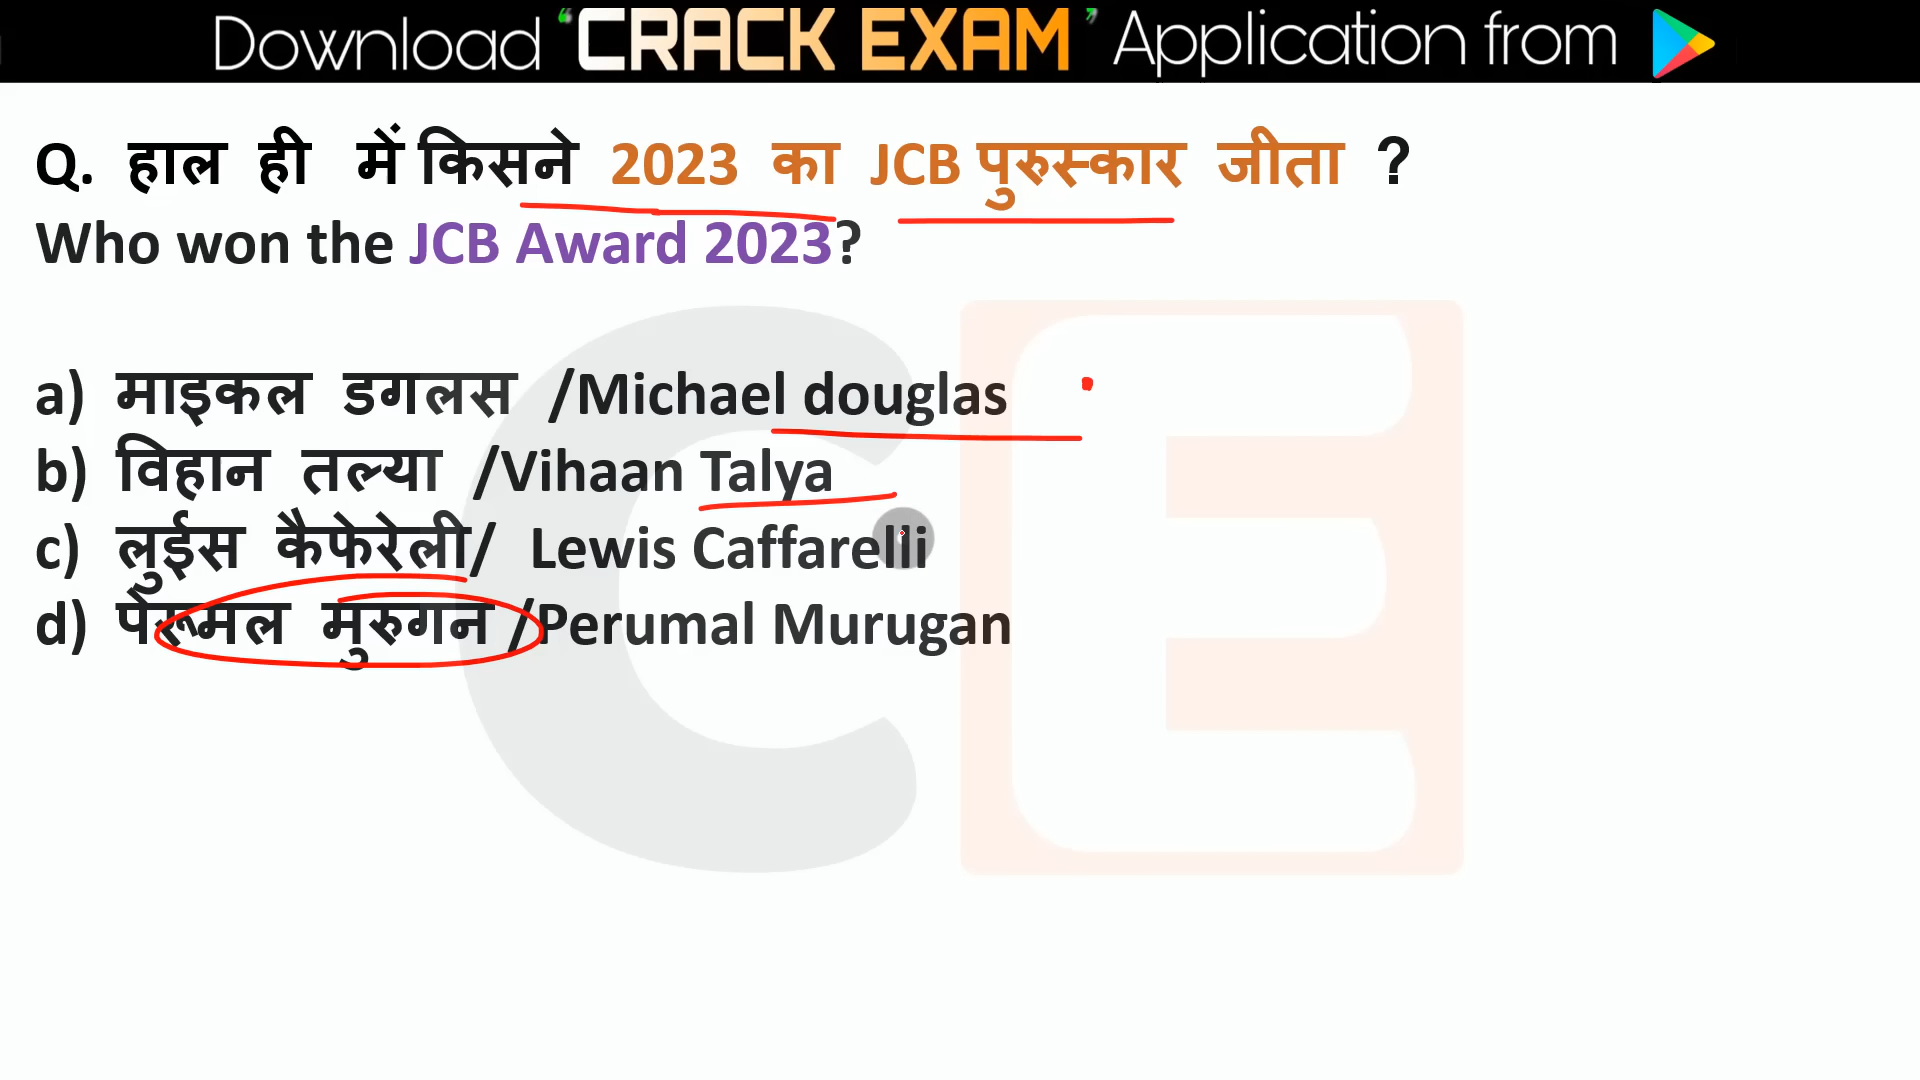 Download ‘CRACK EXAM’ Application from
Q. हाल ही में किसने 2023 का JCB पुरुस्कार जीता ?
Who won the JCB Award 2023?
a) माइकल डगलस /Michael douglas
b) विहान तल्या /Vihaan Talya
c) लुईस कैफेरेली/ Lewis Caffarelli
d) पेरूमल मुरुगन /Perumal Murugan
CE